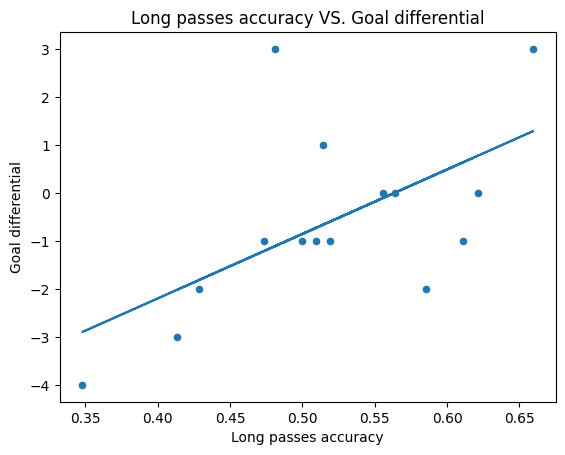 Long passes accuracy VS. Goal differential
Goal differential
3
2
1
0
−1
−2
−3
−4
0.35 0.40 0.45 0.50 0.55 0.60 0.65
Long passes accuracy